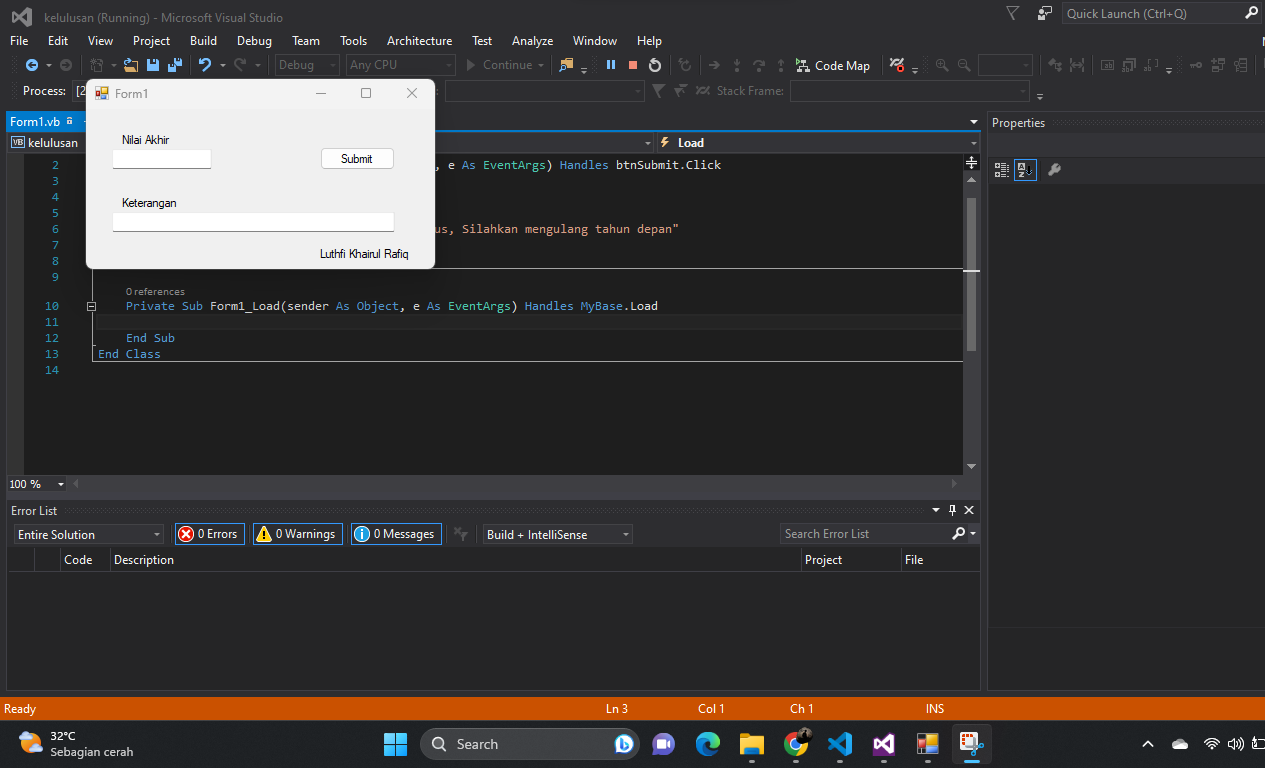 kelulusan (Running) - Microsoft Visual Studio
Quick Launch (Ctrl+Q)
File Edit View Project Build Debug Team Tools Architecture Test Analyze Window Help
Debug Any CPU Continue Code Map
Process: [2 Stack Frame:
Form1
Form1.vb
Properties
Nilai Akhir
VB kelulusan Load
Submit
2 , e As EventArgs) Handles btnSubmit.Click
3
4
Keterangan
5
6 us, Silahkan mengulang tahun depan"
7
Luthfi Khairul Rafiq
8
9
0 references
10 Private Sub Form1_Load(sender As Object, e As EventArgs) Handles MyBase.Load
11
12 End Sub
13 End Class
14
100 %
Error List
Entire Solution 0 Errors 0 Warnings 0 Messages Build + IntelliSense Search Error List
Code Description Project File
Ready Ln 3 Col 1 Ch 1 INS
32°C
Sebagian cerah
Search